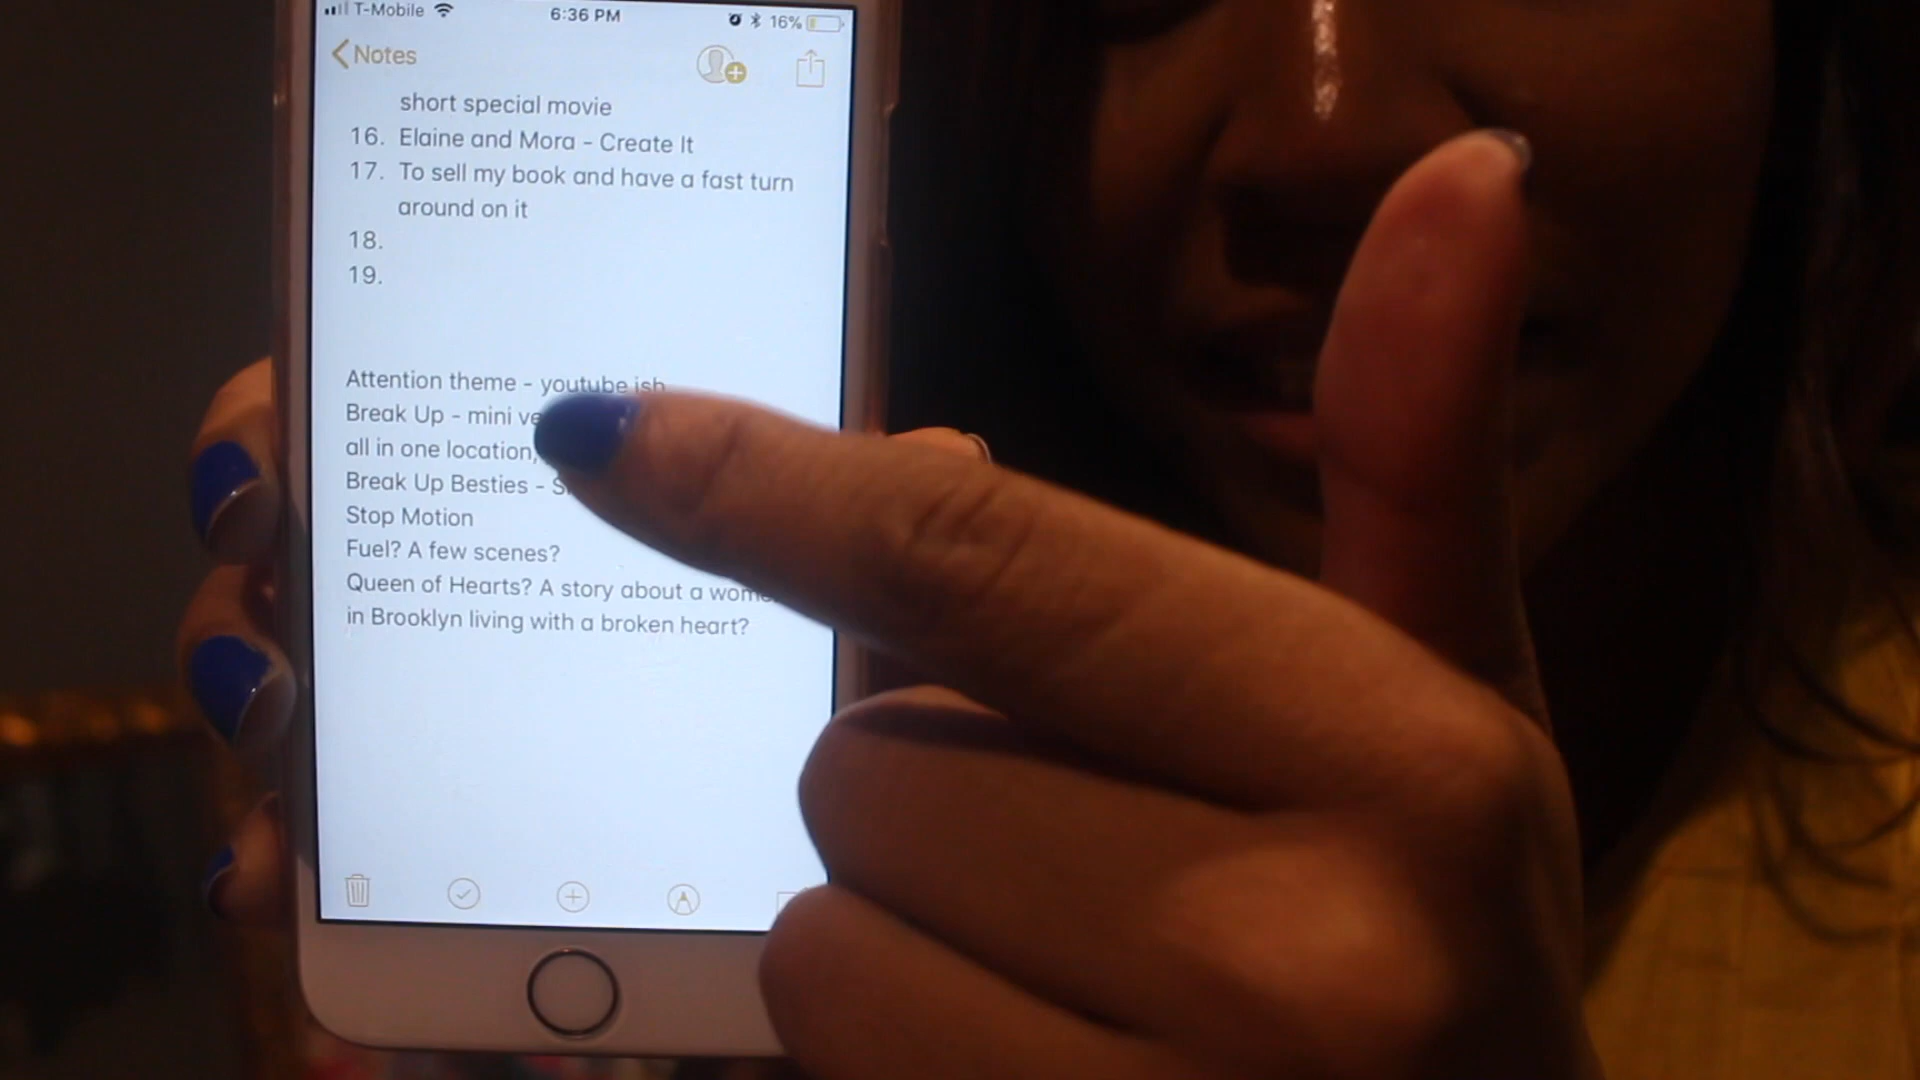 T-Mobile 6:36 PM 16%
Notes
short special movie
16. Elaine and Mora - Create It
17. To sell my book and have a fast turn
around on it
18.
19.
Attention theme - youtube ish
Break Up - mini
all in one location,
Break Up Besties -
Stop Motion
Fuel? A few scenes?
Queen of Hearts? A story about a
in Brooklyn living with a broken heart?